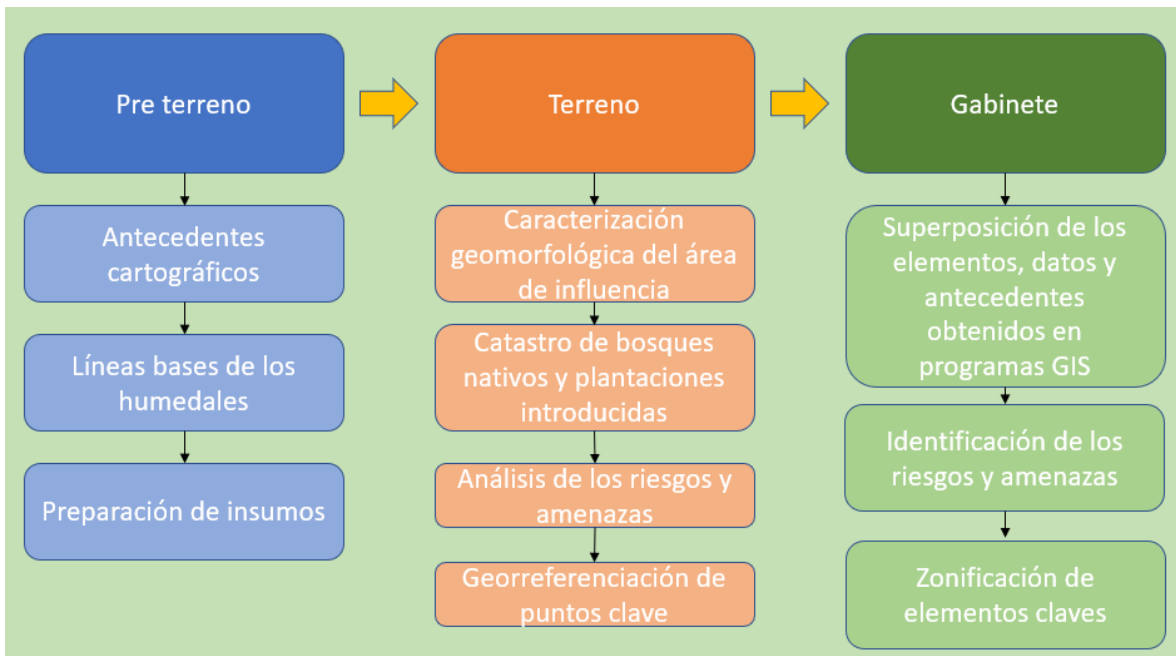 Pre terreno
Terreno
Gabinete
Antecedentes
cartográficos
Líneas bases de los
humedales
Preparación de insumos
Caracterización
geomorfológica del área
de influencia
Catastro de bosques
nativos y plantaciones
introducidas
Análisis de los riesgos y
amenazas
Georreferenciación de
puntos clave
Superposición de los
elementos, datos y
antecedentes
obtenidos en
programas GIS
Identificación de los
riesgos y amenazas
Zonificación de
elementos claves